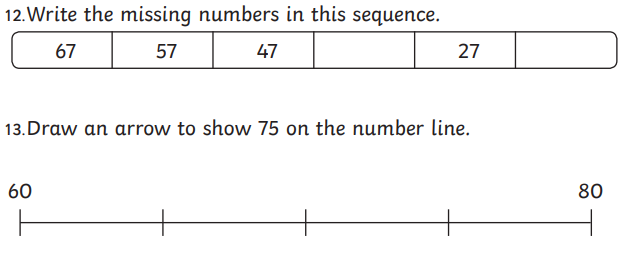 12.Write the missing numbers in this sequence.
67 57 47 27
13.Draw an arrow to show 75 on the number line.
60 80